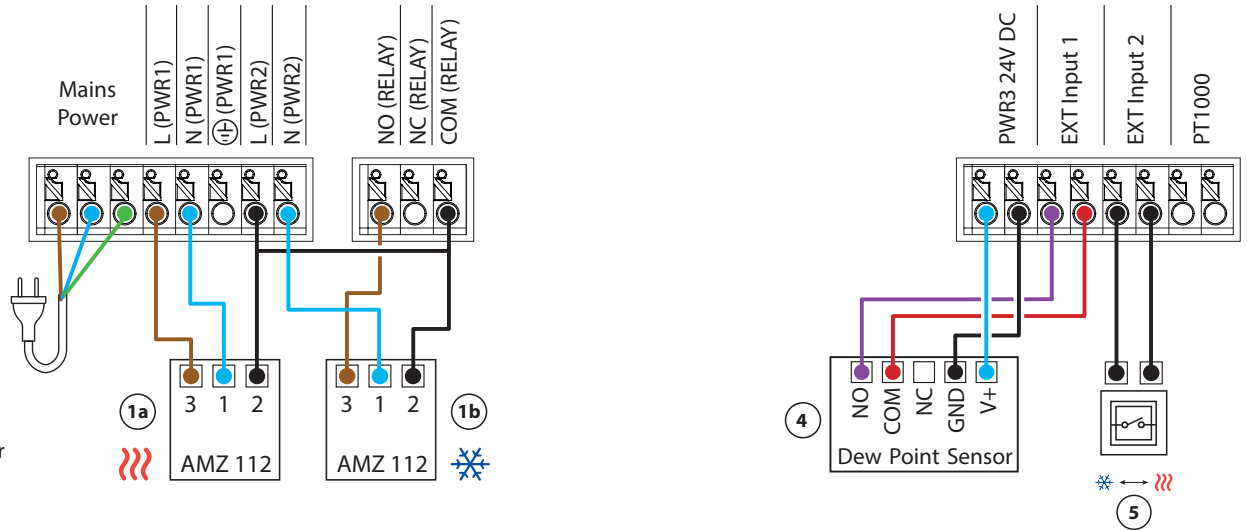 Mains
Power
L (PWR1)
N (PWR1)
(PWR1)
L (PWR2)
N (PWR2)
NO (RELAY)
NC (RELAY)
COM (RELAY)
PWR3 24V DC
EXT Input 1
EXT Input 2
PT1000
3 1 2
1a
AMZ 112
3 1 2
1b
AMZ 112
r
4
NO
COM
NC
GND
V+
Dew Point Sensor
5